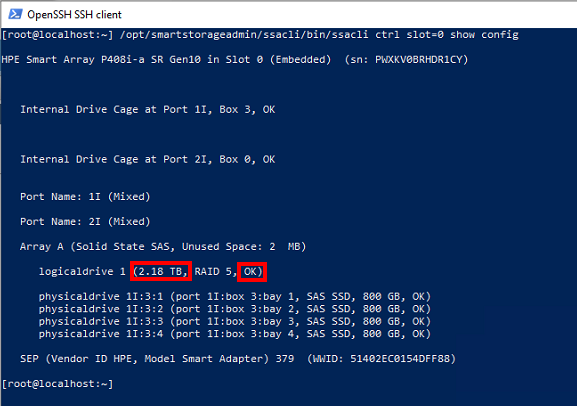 OpenSSH SSH client
[root@localhost:~] /opt/smartstorageadmin/ssacli/bin/ssacli ctrl slot=0 show config
HPE Smart Array P408i-a SR Gen10 in Slot 0 (Embedded) (sn: PWXKV0BRHDR1CY)
Internal Drive Cage at Port 1I, Box 3, OK
Internal Drive Cage at Port 2I, Box 0, OK
Port Name: 1I (Mixed)
Port Name: 2I (Mixed)
Array A (Solid State SAS, Unused Space: 2 MB)
logicaldrive 1 (2.18 TB, RAID 5, OK)
physicaldrive 1I:3:1 (port 1I:box 3:bay 1, SAS SSD, 800 GB, OK)
physicaldrive 1I:3:2 (port 1I:box 3:bay 2, SAS SSD, 800 GB, OK)
physicaldrive 1I:3:3 (port 1I:box 3:bay 3, SAS SSD, 800 GB, OK)
physicaldrive 1I:3:4 (port 1I:box 3:bay 4, SAS SSD, 800 GB, OK)
SEP (Vendor ID HPE, Model Smart Adapter) 379 (WWID: 51402EC0154DFF88)
[root@localhost:~]